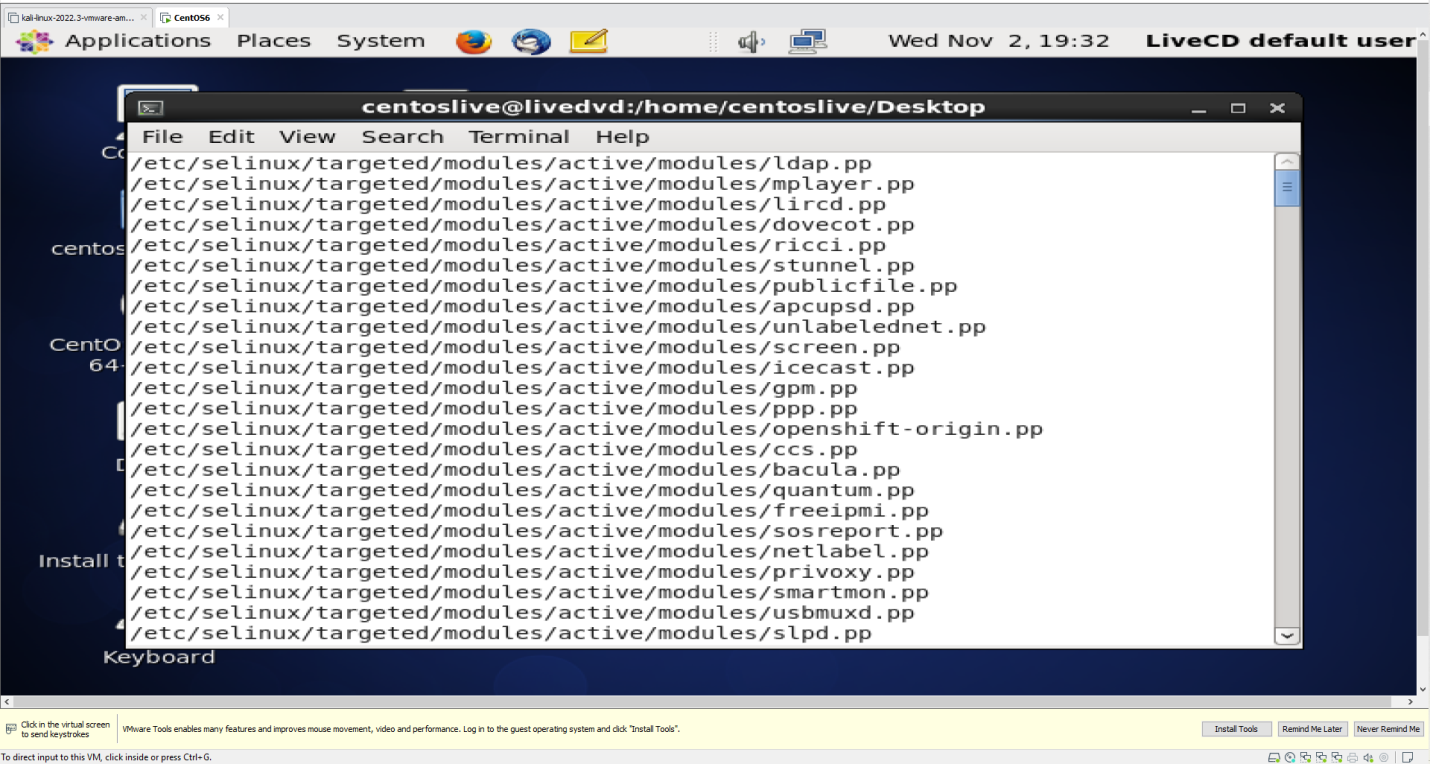 kali-linux-2022.3-vmware-am...
CentOS6
Applications Places System
Wed Nov 2, 19:32
LiveCD default user
centoslive@livedvd:/home/centoslive/Desktop
File Edit View Search Terminal Help
/etc/selinux/targeted/modules/active/modules/ldap.pp
/etc/selinux/targeted/modules/active/modules/mplayer.pp
/etc/selinux/targeted/modules/active/modules/lircd.pp
/etc/selinux/targeted/modules/active/modules/dovecot.pp
/etc/selinux/targeted/modules/active/modules/ricci.pp
/etc/selinux/targeted/modules/active/modules/stunnel.pp
/etc/selinux/targeted/modules/active/modules/publicfile.pp
/etc/selinux/targeted/modules/active/modules/apcupsd.pp
/etc/selinux/targeted/modules/active/modules/unlabelednet.pp
/etc/selinux/targeted/modules/active/modules/screen.pp
/etc/selinux/targeted/modules/active/modules/icecast.pp
/etc/selinux/targeted/modules/active/modules/gpm.pp
/etc/selinux/targeted/modules/active/modules/ppp.pp
/etc/selinux/targeted/modules/active/modules/openshift-origin.pp
/etc/selinux/targeted/modules/active/modules/ccs.pp
/etc/selinux/targeted/modules/active/modules/bacula.pp
/etc/selinux/targeted/modules/active/modules/quantum.pp
/etc/selinux/targeted/modules/active/modules/freeipmi.pp
/etc/selinux/targeted/modules/active/modules/sosreport.pp
/etc/selinux/targeted/modules/active/modules/netlabel.pp
/etc/selinux/targeted/modules/active/modules/privoxy.pp
/etc/selinux/targeted/modules/active/modules/smartmon.pp
/etc/selinux/targeted/modules/active/modules/usbmuxd.pp
/etc/selinux/targeted/modules/active/modules/slpd.pp
centos
CentO
64-
Install t
Keyboard
Click in the virtual screen
to send keystrokes
VMware Tools enables many features and improves mouse movement, video and performance. Log in to the guest operating system and click "Install Tools".
Install Tools
Remind Me Later
Never Remind Me
To direct input to this VM, click inside or press Ctrl+G.